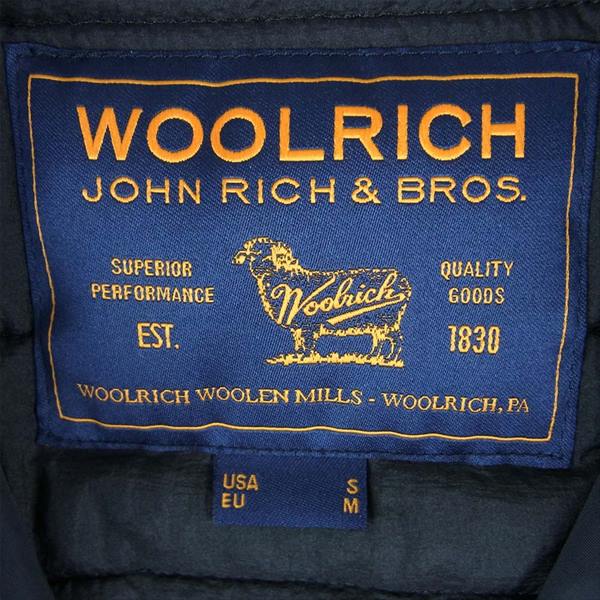 WOOLRICH
JOHN RICH & BROS.
SUPERIOR
PERFORMANCE
EST.
Woolrich
QUALITY
GOODS
1830
WOOLRICH WOOLEN MILLS - WOOLRICH, PA
USA S
EU M